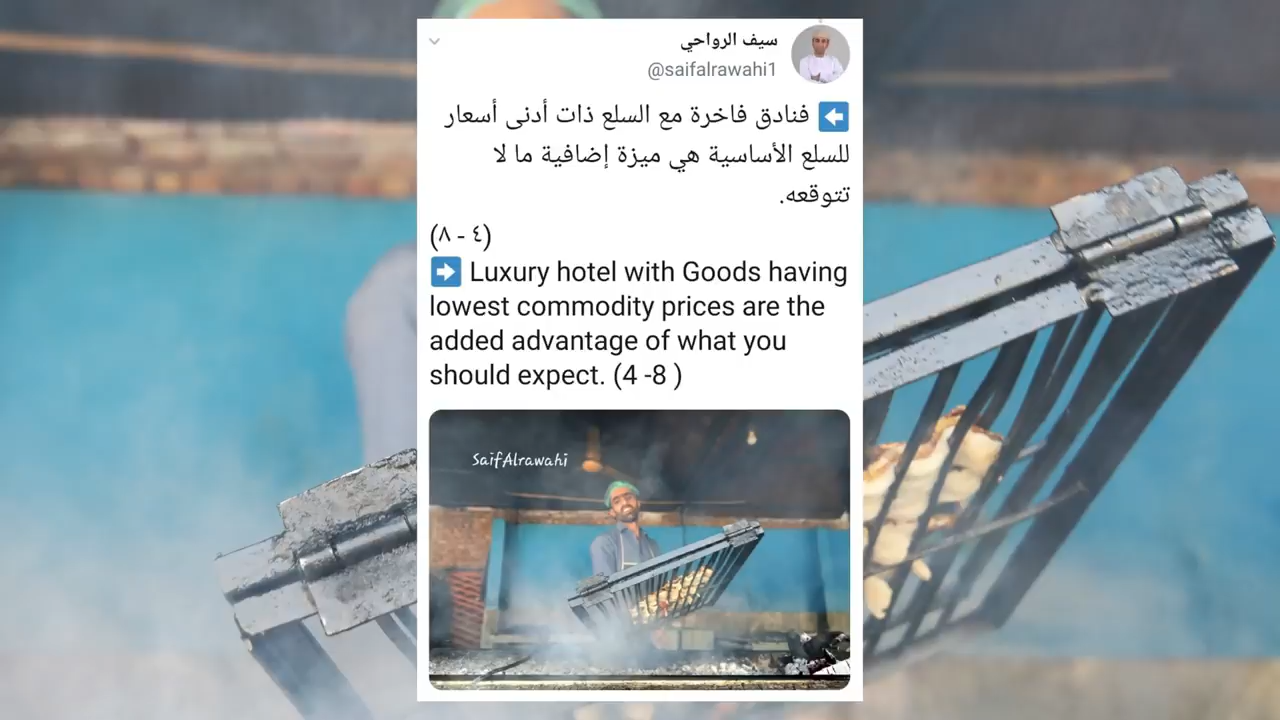 سيف الرواحي
@saifalrawahi1
فنادق فاخرة مع السلع ذات أدنى أسعار
للسلع الأساسية هي ميزة إضافية ما لا
تتوقعه.
(٤ - ٨)
Luxury hotel with Goods having
lowest commodity prices are the
added advantage of what you
should expect. (4 -8 )
SaifAlrawahi